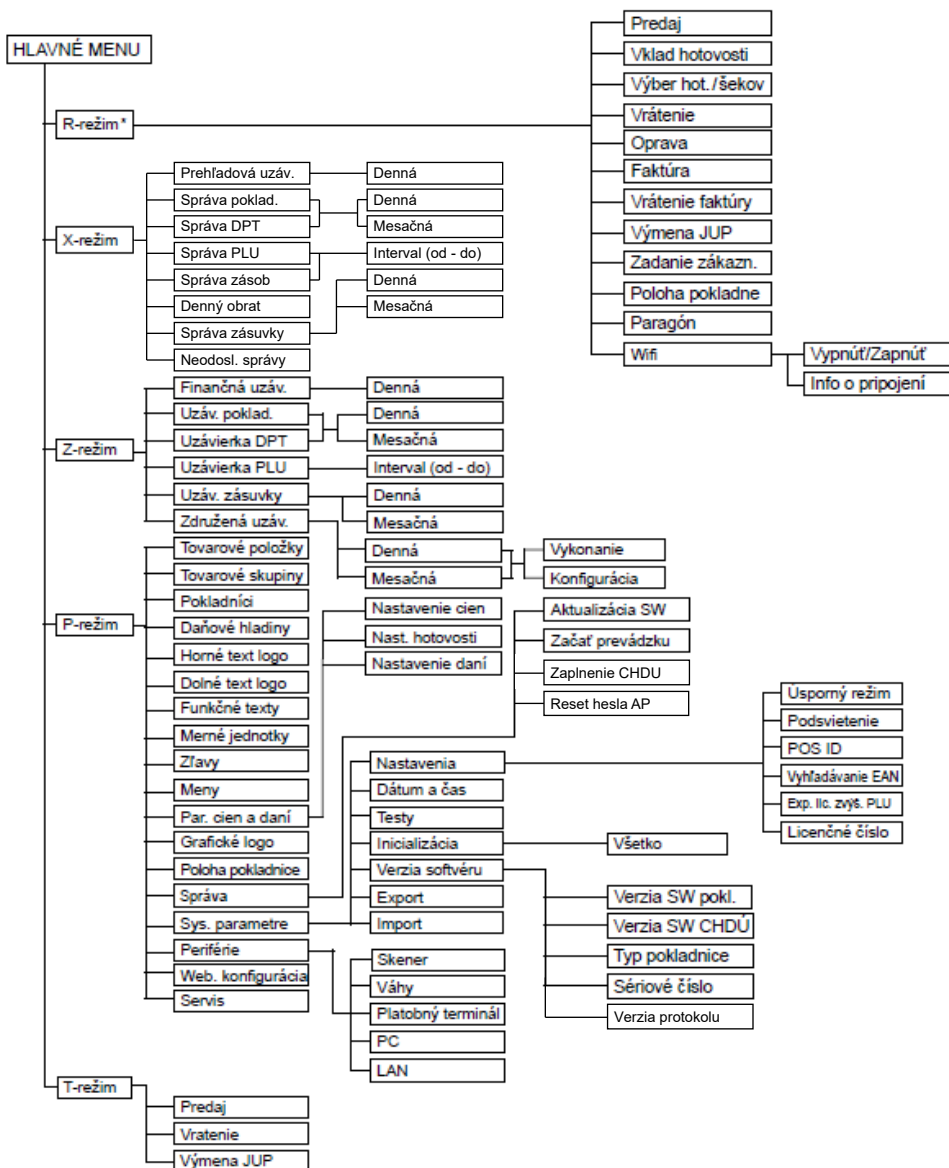 HLAVNÉ MENU
R-režim*
Predaj
Vklad hotovosti
Výber hot./šekov
Vrátenie
Oprava
Faktúra
Vrátenie faktúry
Výmena JUP
Zadanie zákazn.
Poloha pokladne
Paragón
Wifi
Vypnúť/Zapnúť
Info o pripojení
X-režim
Prehľadová uzáv.
Denná
Správa poklad.
Správa DPT
Denná
Mesačná
Správa PLU
Správa zásob
Interval (od - do)
Denný obrat
Správa zásuvky
Denná
Mesačná
Neodosl. správy
Z-režim
Finančná uzáv.
Denná
Uzáv. poklad.
Uzávierka DPT
Denná
Mesačná
Uzávierka PLU
Interval (od - do)
Uzáv. zásuvky
Denná
Mesačná
Združená uzáv.
Denná
Mesačná
Vykonanie
Konfigurácia
P-režim
Tovarové položky
Tovarové skupiny
Pokladníci
Daňové hladiny
Horné text logo
Dolné text logo
Funkčné texty
Merné jednotky
Zľavy
Meny
Par. cien a daní
Nastavenie cien
Nast. hotovosti
Nastavenie daní
Grafické logo
Poloha pokladnice
Správa
Aktualizácia SW
Začať prevádzku
Zaplnenie CHDU
Reset hesla AP
Sys. parametre
Nastavenia
Úsporný režim
Podsvietenie
POS ID
Vyhľadávanie EAN
Exp. lic. zvýš. PLU
Licenčné číslo
Dátum a čas
Testy
Inicializácia
Všetko
Verzia softvéru
Verzia SW pokl.
Verzia SW CHDÚ
Typ pokladnice
Sériové číslo
Verzia protokolu
Export
Import
Periférie
Skener
Váhy
Platobný terminál
PC
LAN
Web. konfigurácia
Servis
T-režim
Predaj
Vratenie
Výmena JUP